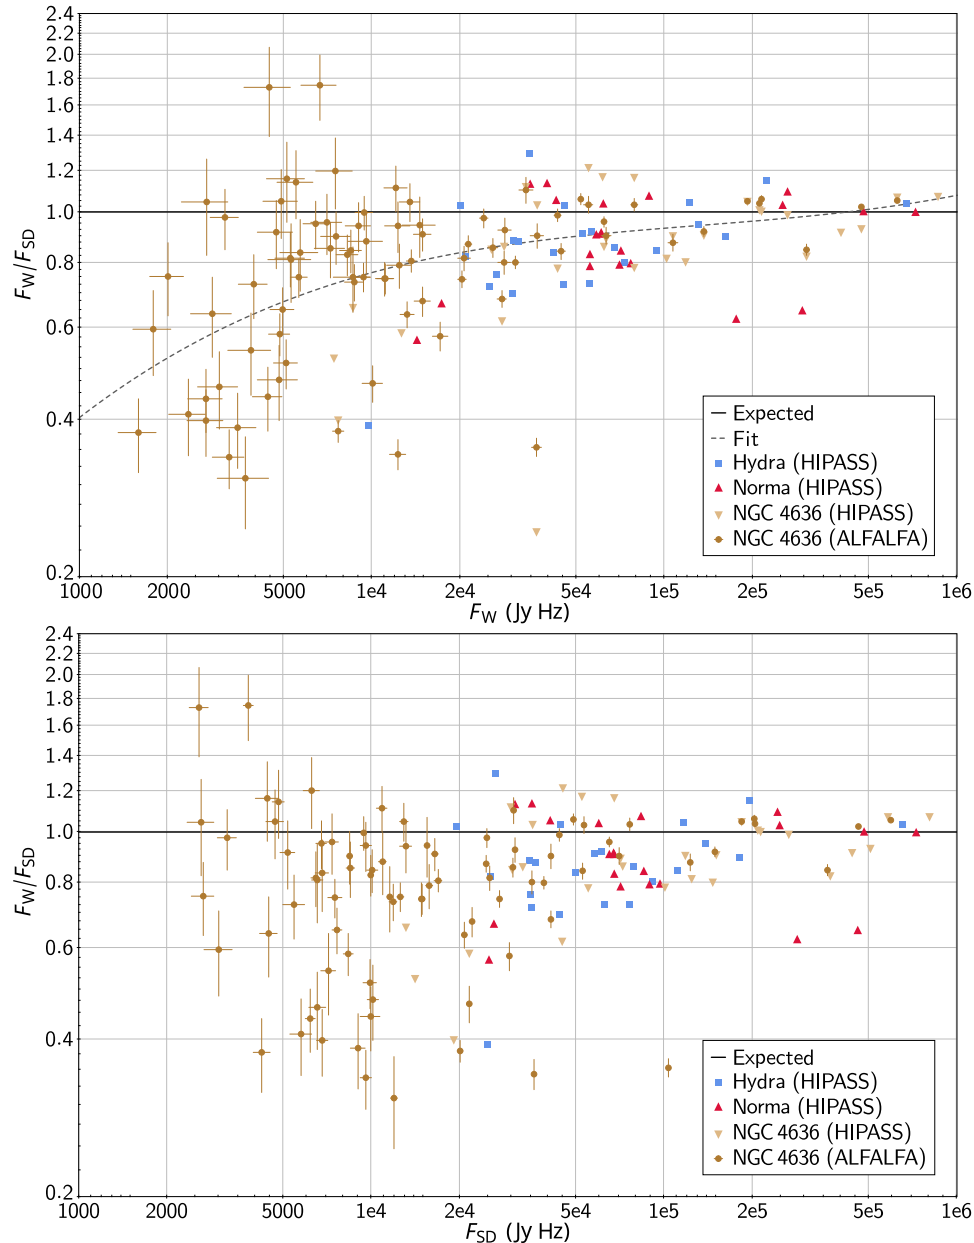 2.4
2.2
2.0
1.8
1.6
1.4
1.2
1.0
0.8
0.6
0.4
0.2
F_W/F_SD
Expected
Fit
Hydra (HIPASS)
Norma (HIPASS)
NGC 4636 (HIPASS)
NGC 4636 (ALFALFA)
1000 2000 5000 1e4 2e4 5e4 1e5 2e5 5e5 1e6
F_W (Jy Hz)
2.4
2.2
2.0
1.8
1.6
1.4
1.2
1.0
0.8
0.6
0.4
0.2
F_W/F_SD
Expected
Hydra (HIPASS)
Norma (HIPASS)
NGC 4636 (HIPASS)
NGC 4636 (ALFALFA)
1000 2000 5000 1e4 2e4 5e4 1e5 2e5 5e5 1e6
F_SD (Jy Hz)